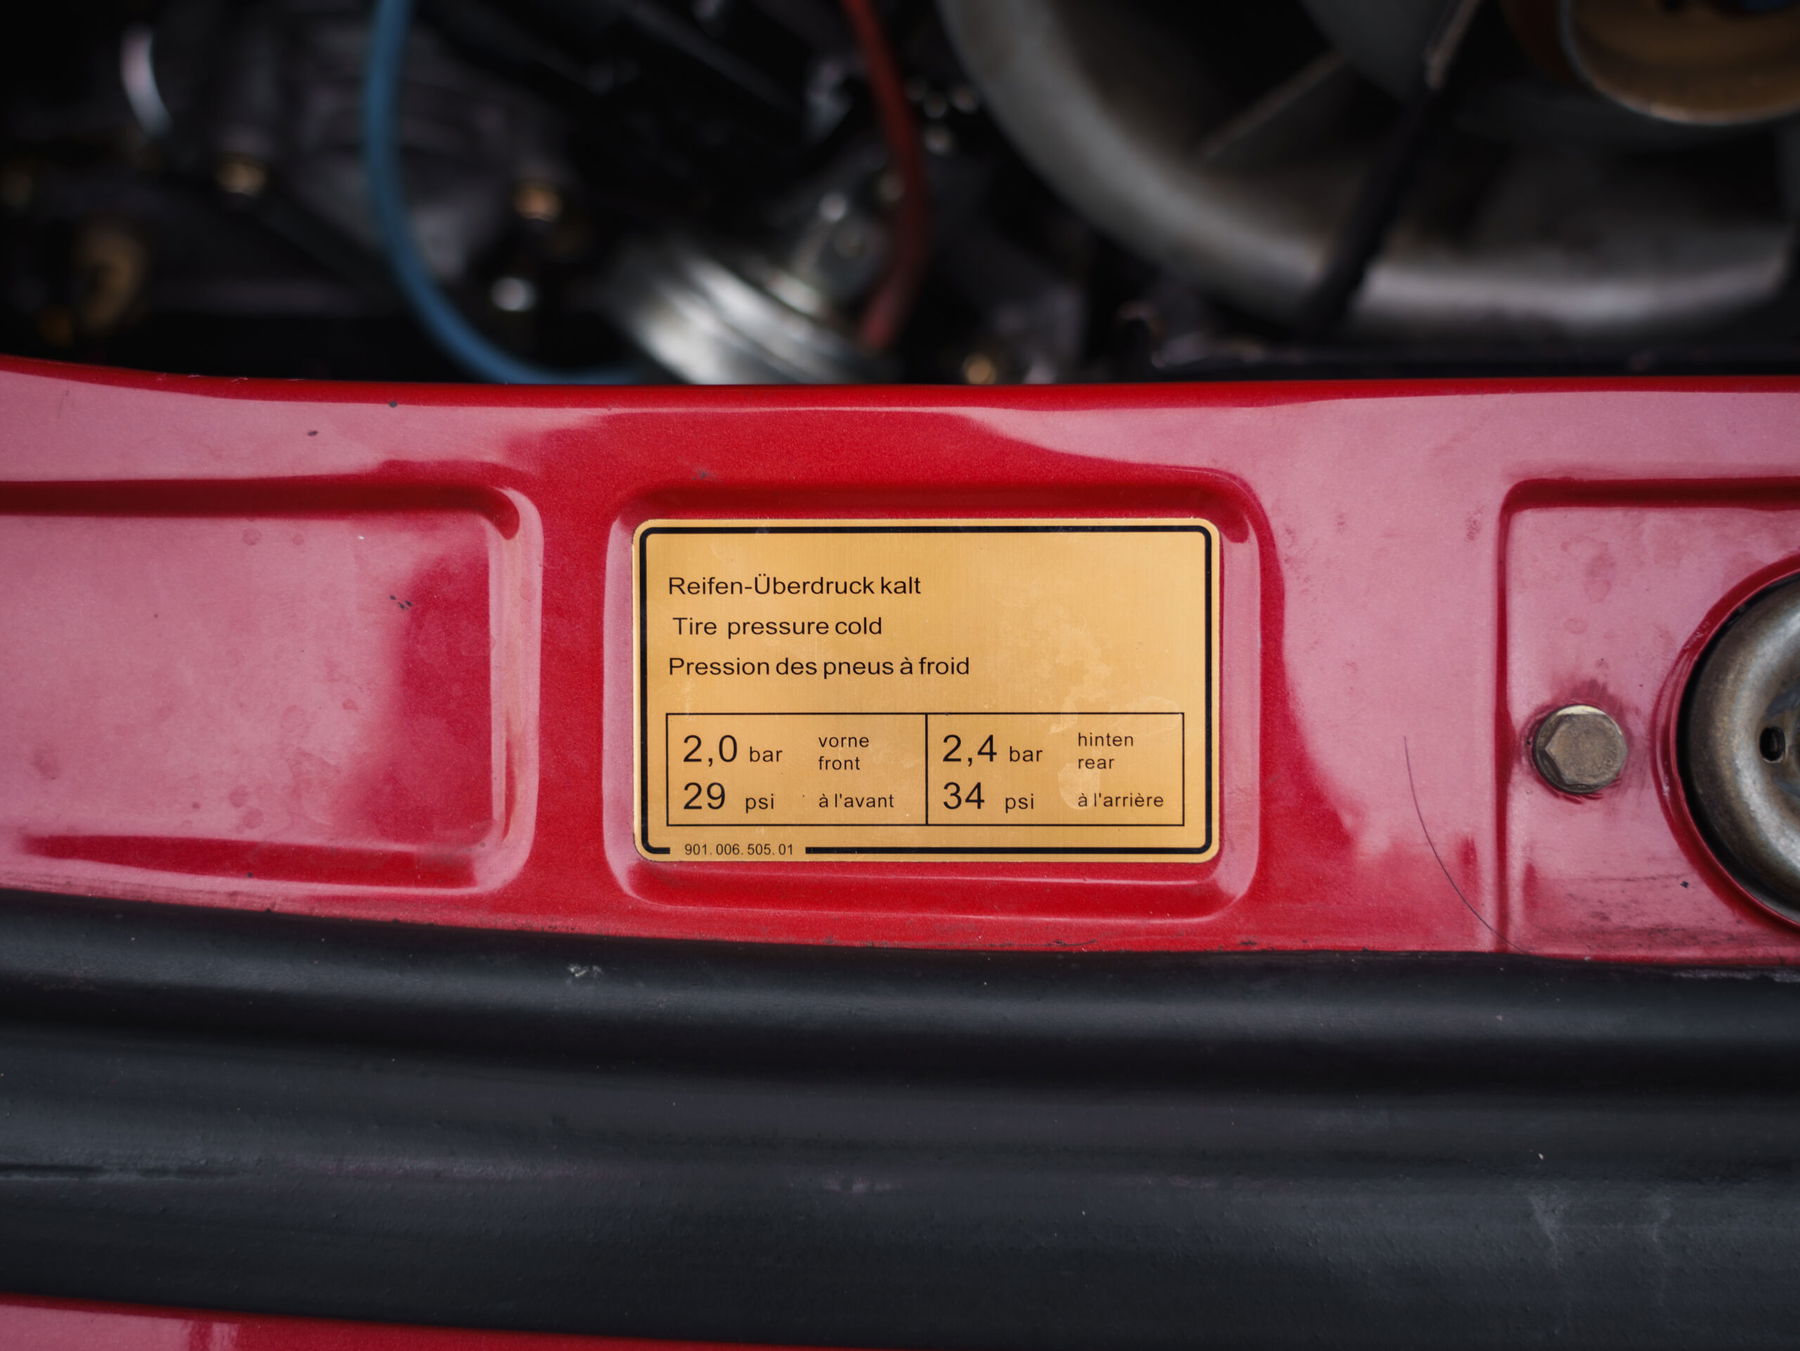 Reifen-Überdruck kalt
Tire pressure cold
Pression des pneus à froid
2,0 bar vorne front
29 psi à l'avant
2,4 bar hinten rear
34 psi à l'arrière
901.006.505.01